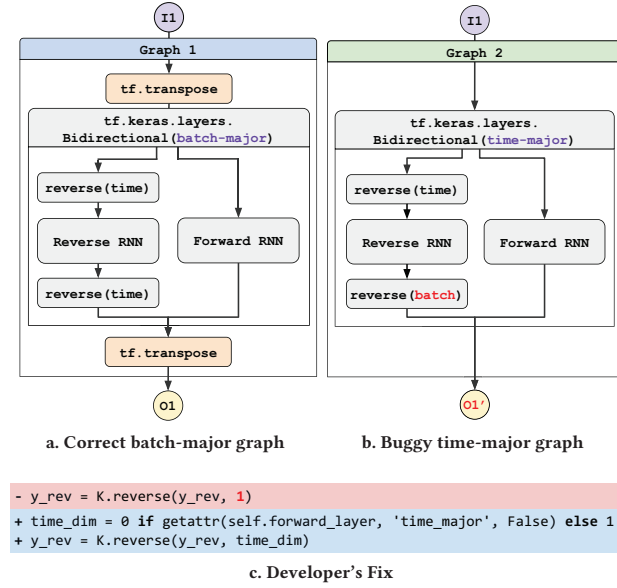 I1
Graph 1
tf.transpose
tf.keras.layers.
Bidirectional(batch-major)
reverse(time)
Reverse RNN
Forward RNN
reverse(time)
tf.transpose
O1
a. Correct batch-major graph
I1
Graph 2
tf.keras.layers.
Bidirectional(time-major)
reverse(time)
Reverse RNN
Forward RNN
reverse(batch)
O1'
b. Buggy time-major graph
- y_rev = K.reverse(y_rev, 1)
+ time_dim = 0 if getattr(self.forward_layer, 'time_major', False) else 1
+ y_rev = K.reverse(y_rev, time_dim)
c. Developer's Fix